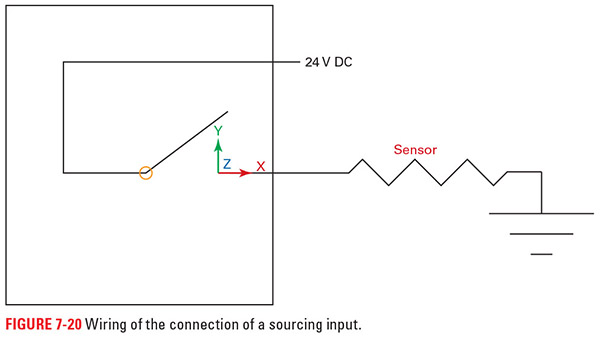 24 V DC
Y
Z
X
Sensor
FIGURE 7-20 Wiring of the connection of a sourcing input.